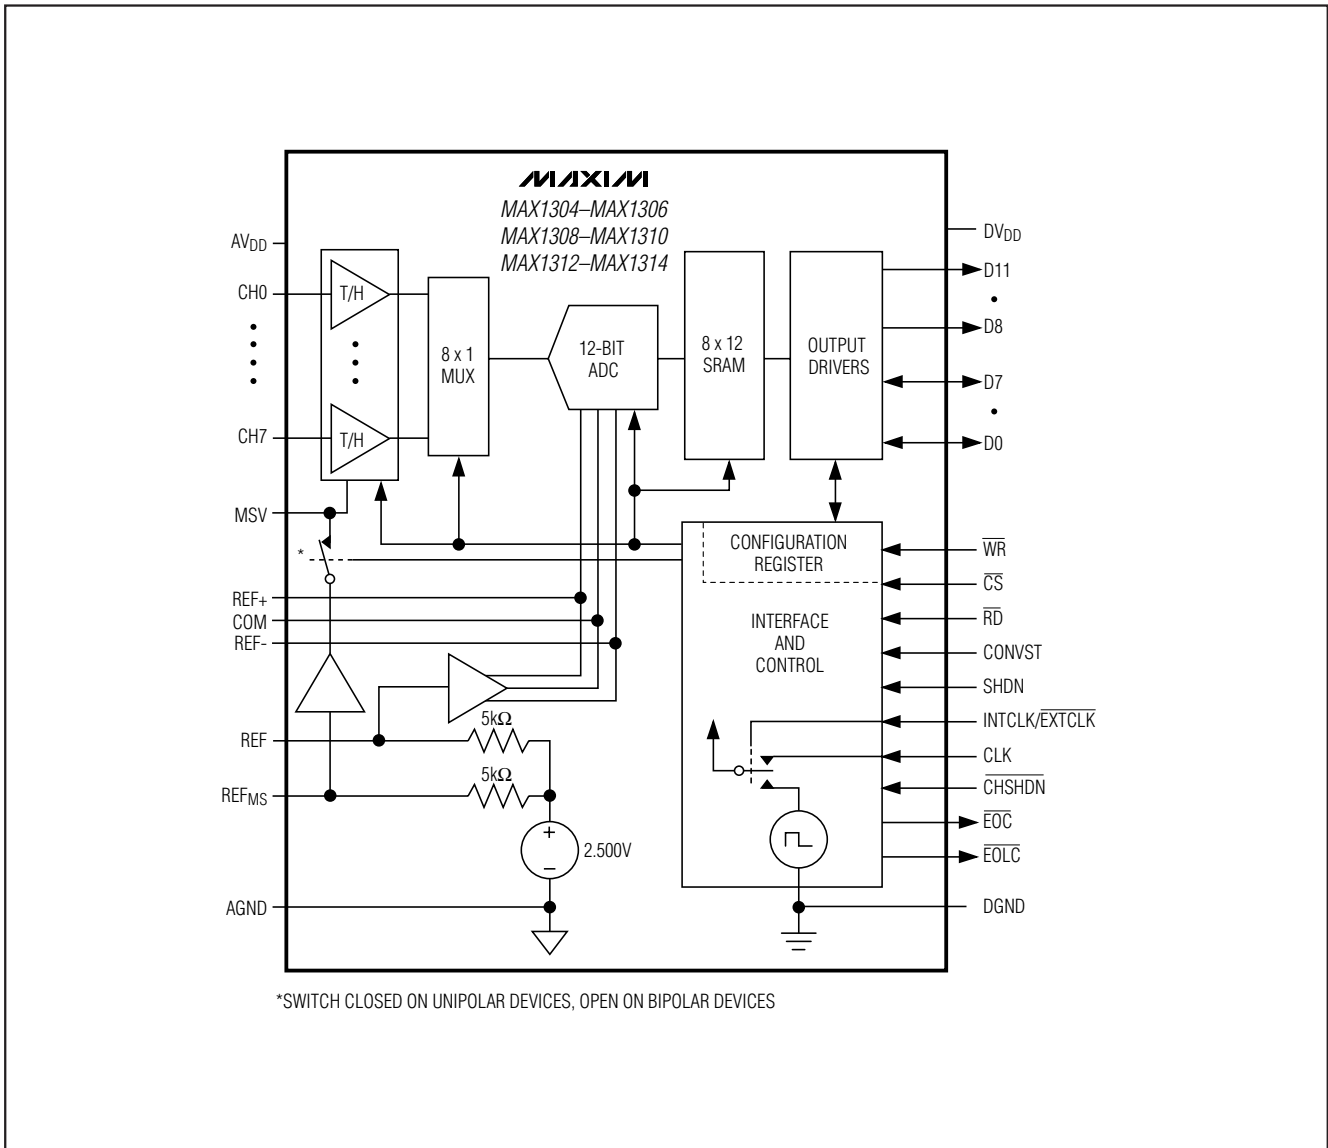 MAXIM
MAX1304–MAX1306
MAX1308–MAX1310
MAX1312–MAX1314
AVDD
DVDD
CH0
T/H
D11
D8
8 x 1
MUX
12-BIT
ADC
8 x 12
SRAM
OUTPUT
DRIVERS
D7
CH7
T/H
D0
MSV
*
CONFIGURATION
REGISTER
WR
CS
REF+
COM
REF-
INTERFACE
AND
CONTROL
RD
CONVST
SHDN
5kΩ
REF
INTCLK/EXTCLK
CLK
5kΩ
REFMS
CHSHDN
+
−
2.500V
EOC
EOLC
AGND
DGND
*SWITCH CLOSED ON UNIPOLAR DEVICES, OPEN ON BIPOLAR DEVICES